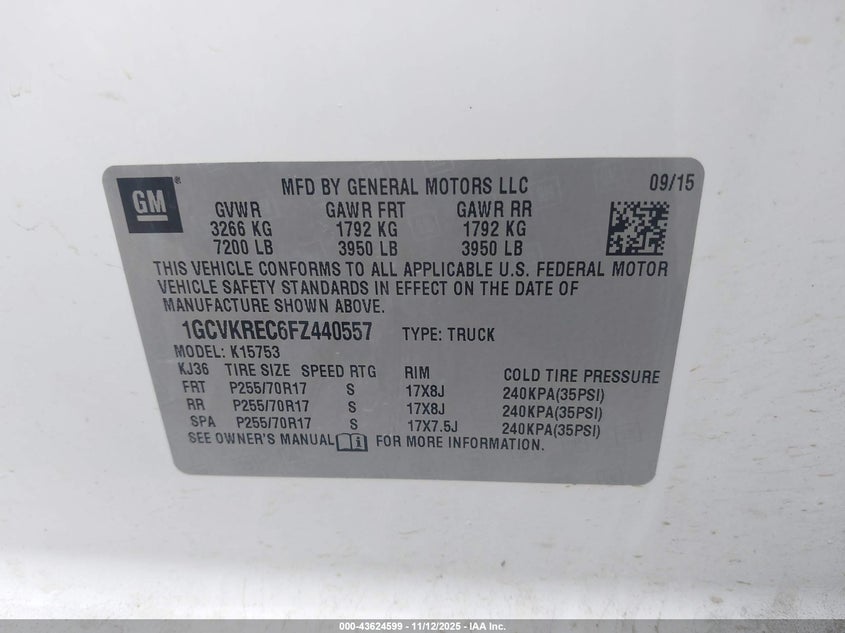 GM
MFD BY GENERAL MOTORS LLC 09/15
GVWR GAWR FRT GAWR RR
3266 KG 1792 KG 1792 KG
7200 LB 3950 LB 3950 LB
THIS VEHICLE CONFORMS TO ALL APPLICABLE U.S. FEDERAL MOTOR
VEHICLE SAFETY STANDARDS IN EFFECT ON THE DATE OF
MANUFACTURE SHOWN ABOVE.
1GCVKREC6FZ440557 TYPE: TRUCK
MODEL: K15753
KJ36 TIRE SIZE SPEED RTG RIM COLD TIRE PRESSURE
FRT P255/70R17 S 17X8J 240KPA(35PSI)
RR P255/70R17 S 17X8J 240KPA(35PSI)
SPA P255/70R17 S 17X7.5J 240KPA(35PSI)
SEE OWNER'S MANUAL FOR MORE INFORMATION.
000-43624599 - 11/12/2025 - IAA Inc.